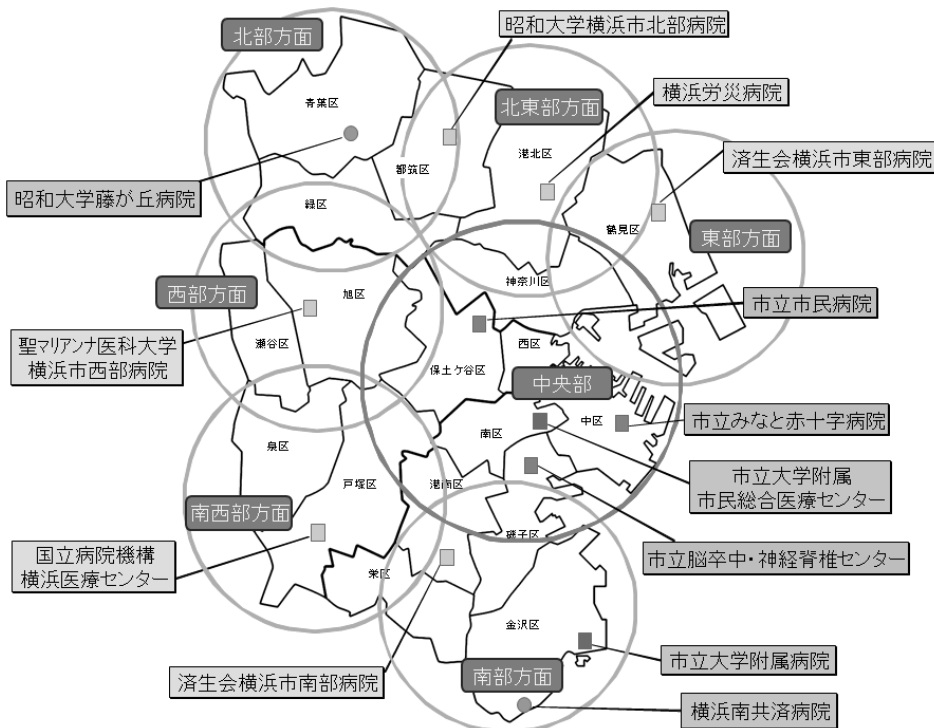 北部方面
昭和大学横浜市北部病院
青葉区
北東部方面
横浜労災病院
港北区
都筑区
済生会横浜市東部病院
昭和大学藤が丘病院
緑区
鶴見区
東部方面
神奈川区
西部方面
旭区
市立市民病院
聖マリアンナ医科大学
横浜市西部病院
瀬谷区
西区
保土ケ谷区
中央部
市立みなと赤十字病院
泉区
南区
中区
市立大学附属
市民総合医療センター
戸塚区
港南区
南西部方面
国立病院機構
横浜医療センター
磯子区
市立脳卒中・神経脊椎センター
栄区
金沢区
市立大学附属病院
済生会横浜市南部病院
南部方面
横浜南共済病院